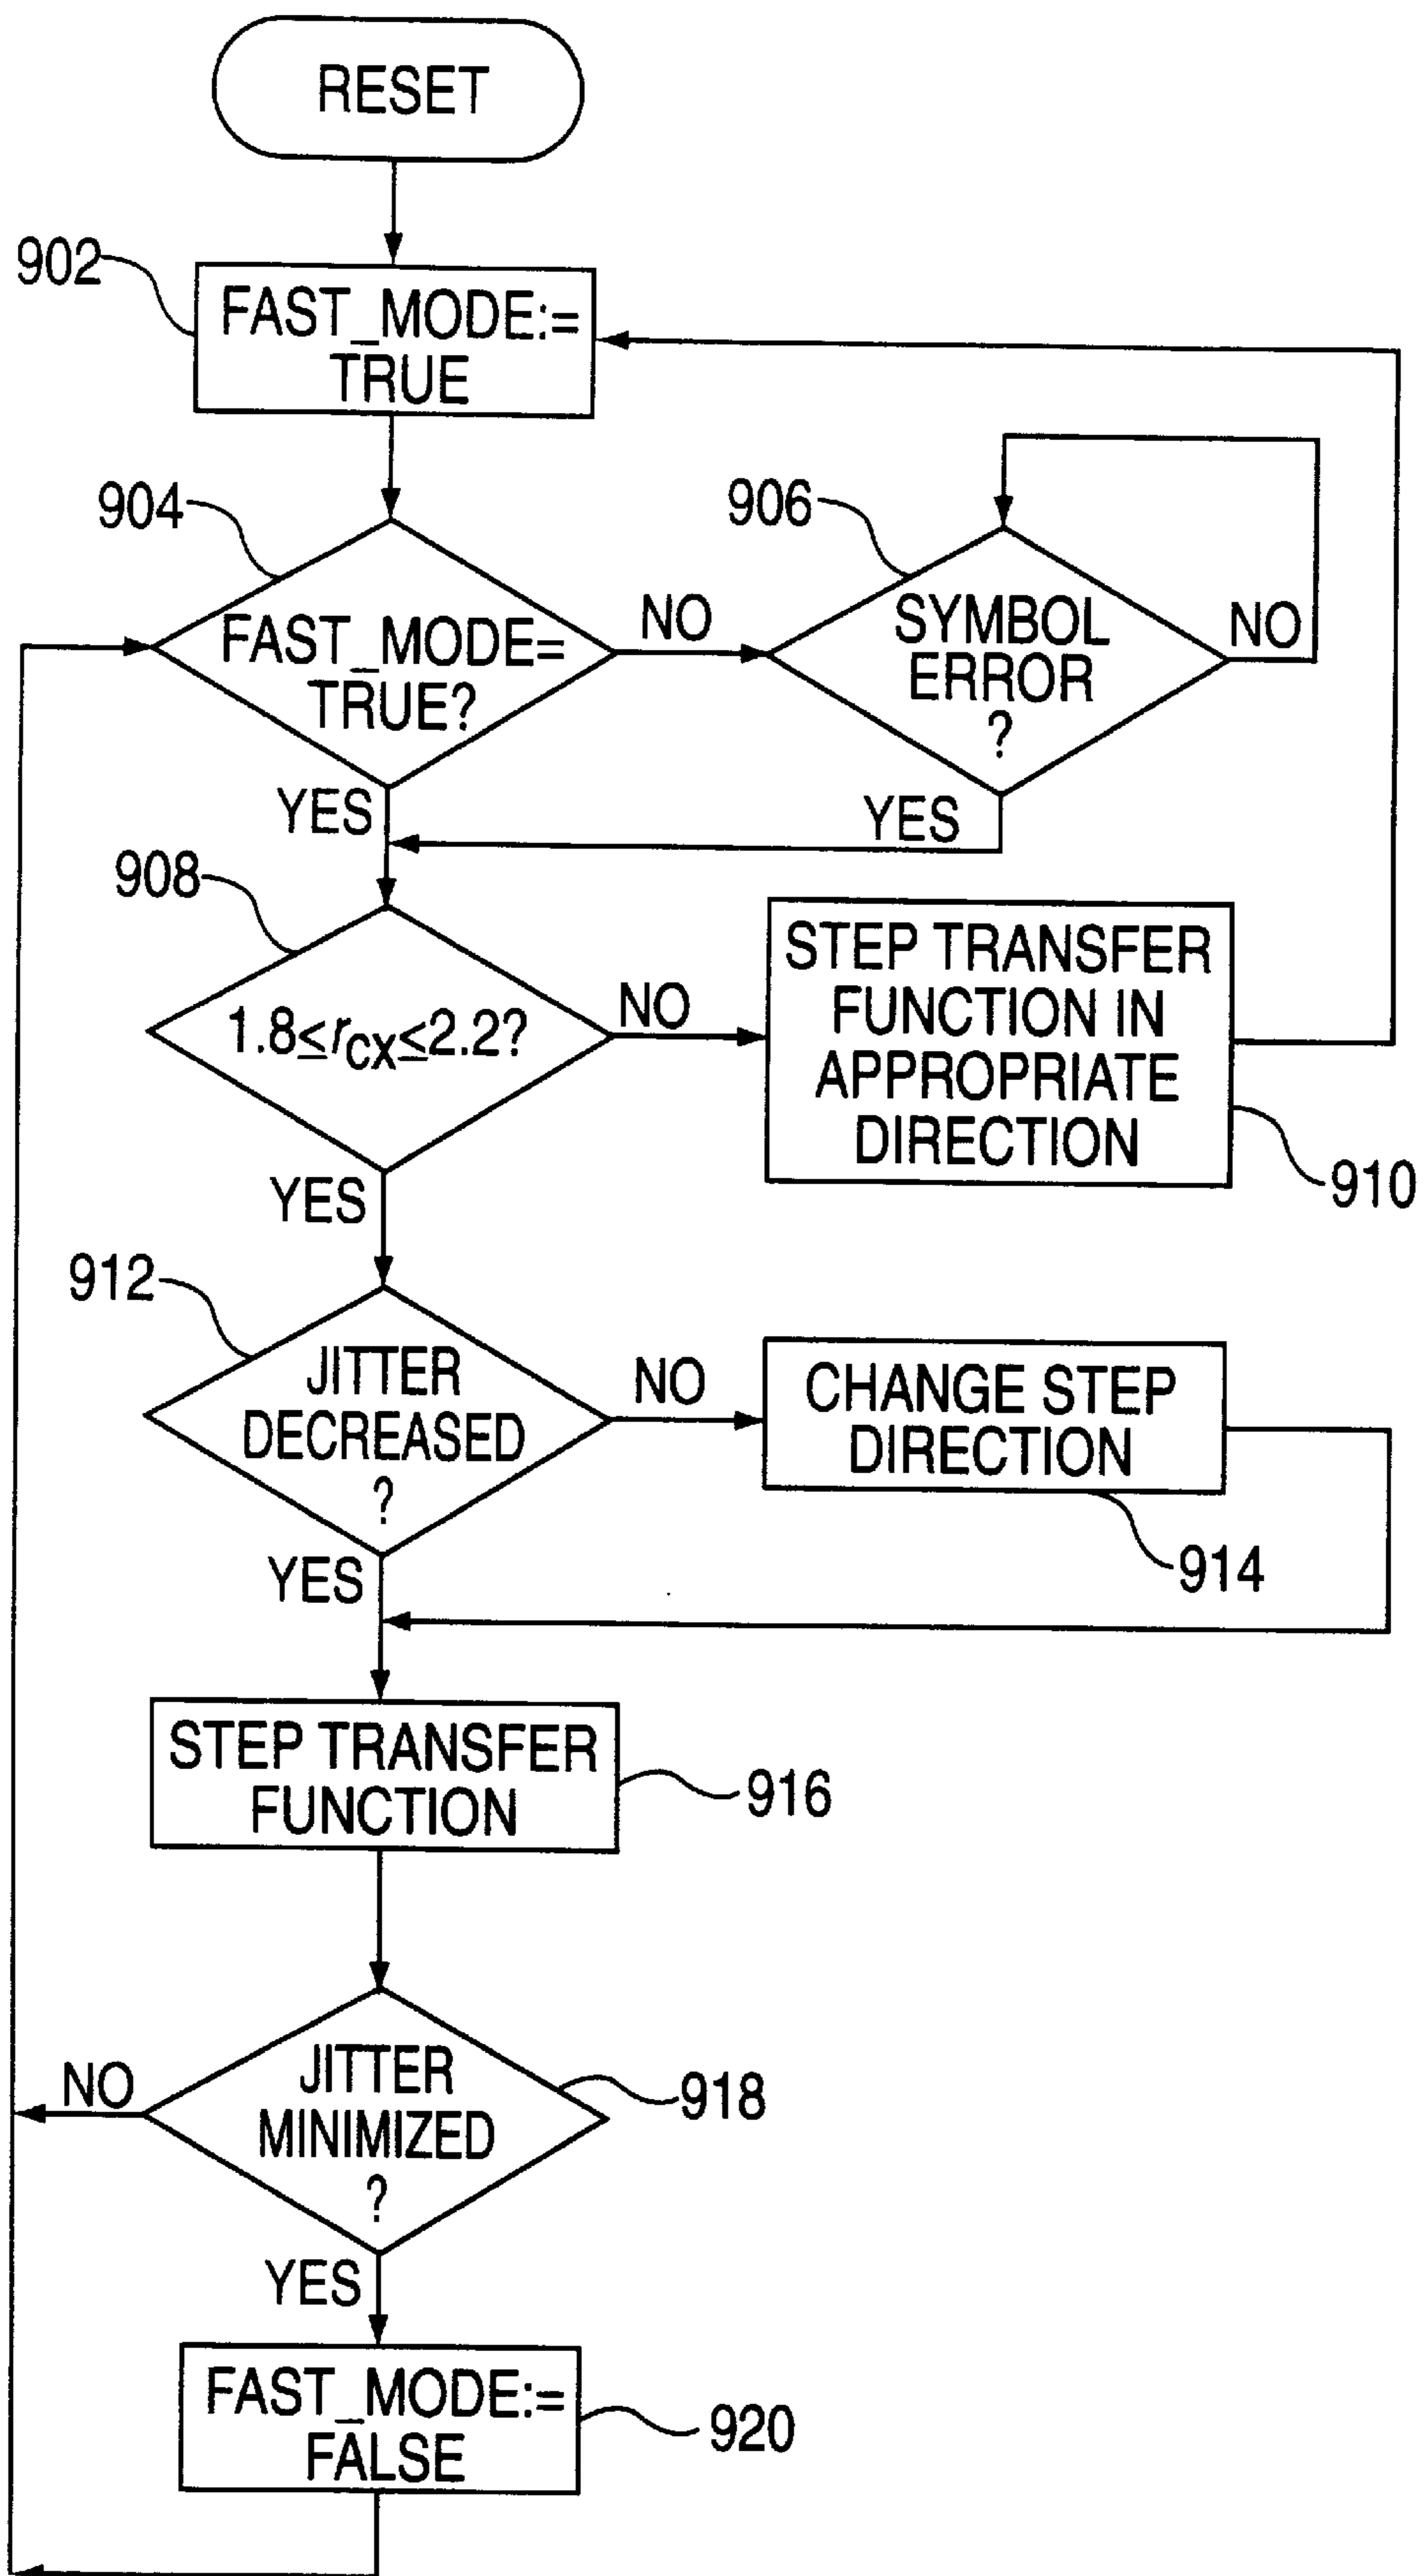 RESET
902
FAST_MODE:=
TRUE
904
FAST_MODE=
TRUE?
NO
906
SYMBOL
ERROR
?
NO
YES
YES
908
1.8≤rcx≤2.2?
NO
STEP TRANSFER
FUNCTION IN
APPROPRIATE
DIRECTION
910
YES
912
JITTER
DECREASED
?
NO
CHANGE STEP
DIRECTION
914
YES
STEP TRANSFER
FUNCTION
916
JITTER
MINIMIZED
?
918
NO
YES
FAST_MODE:=
FALSE
920